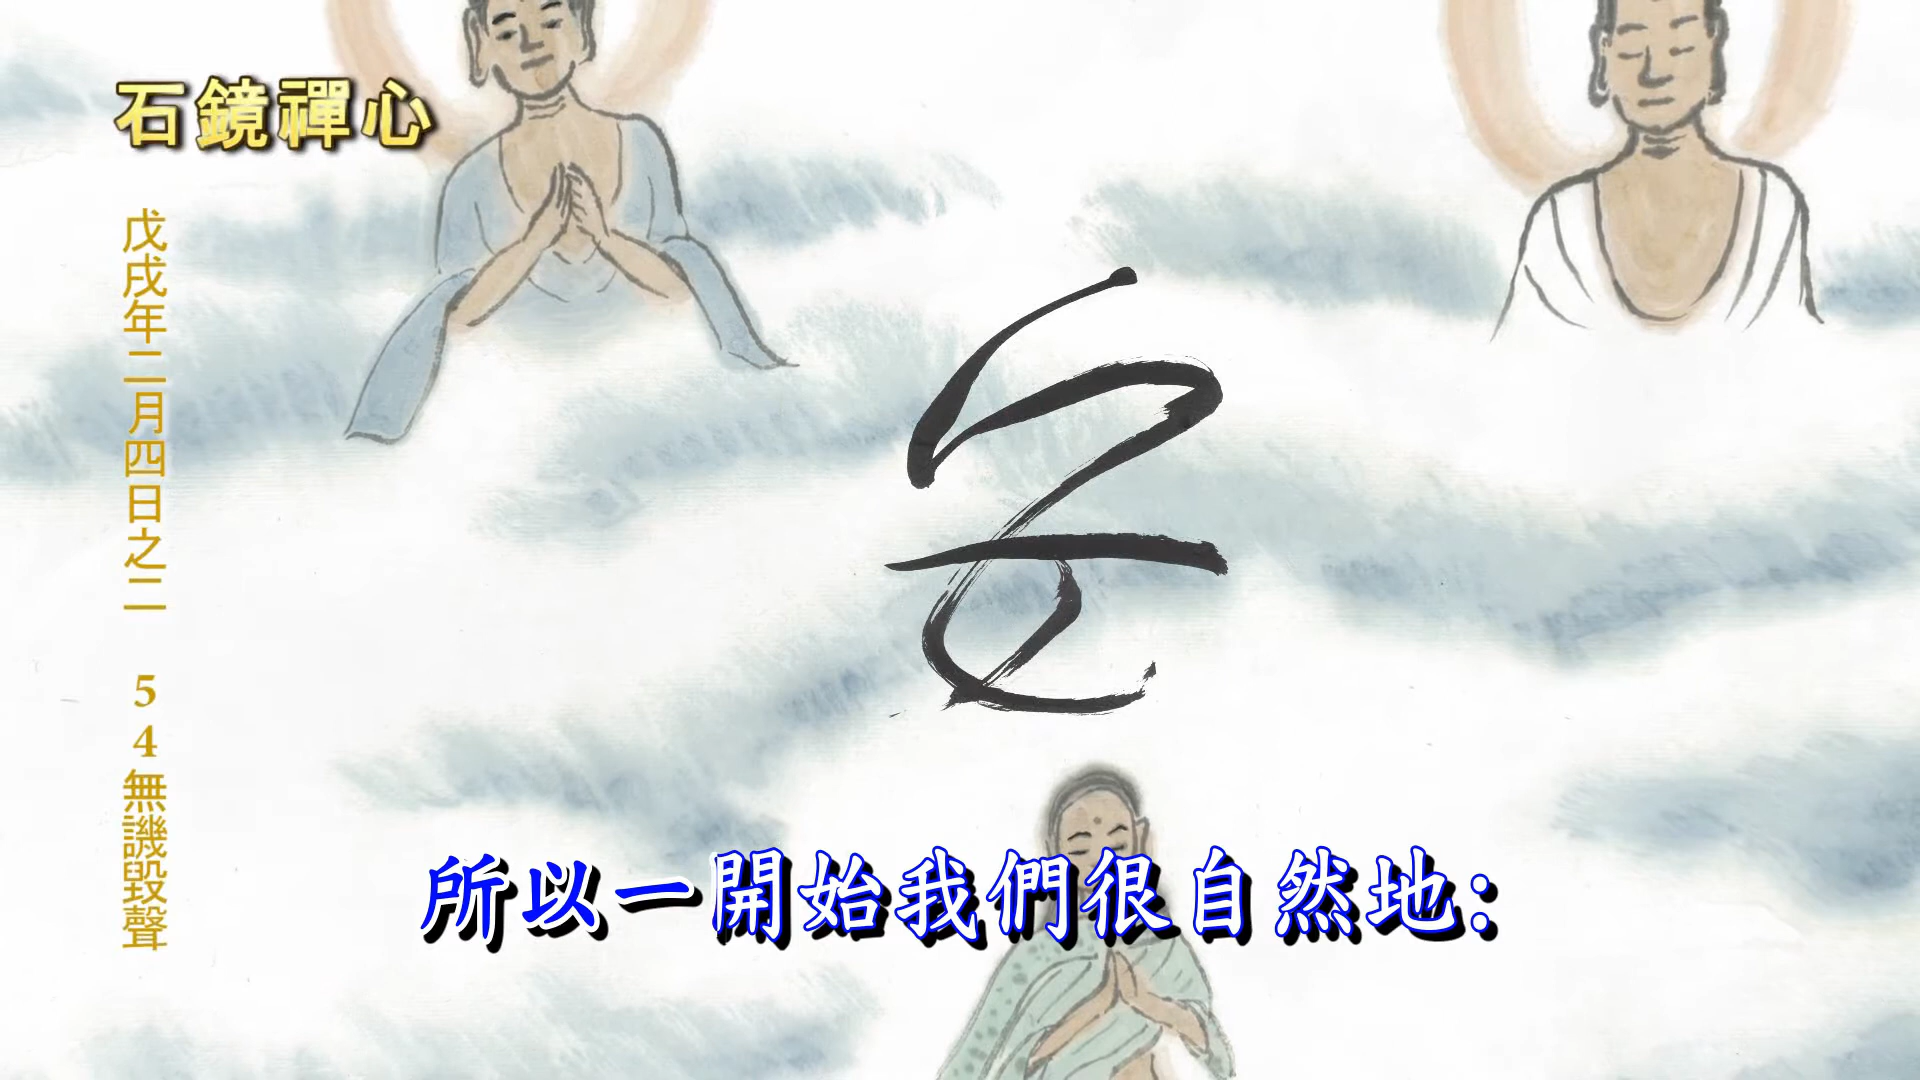 石鏡禪心
戊戌年二月四日之二 54無譏毀聲
所以一開始我們很自然地: